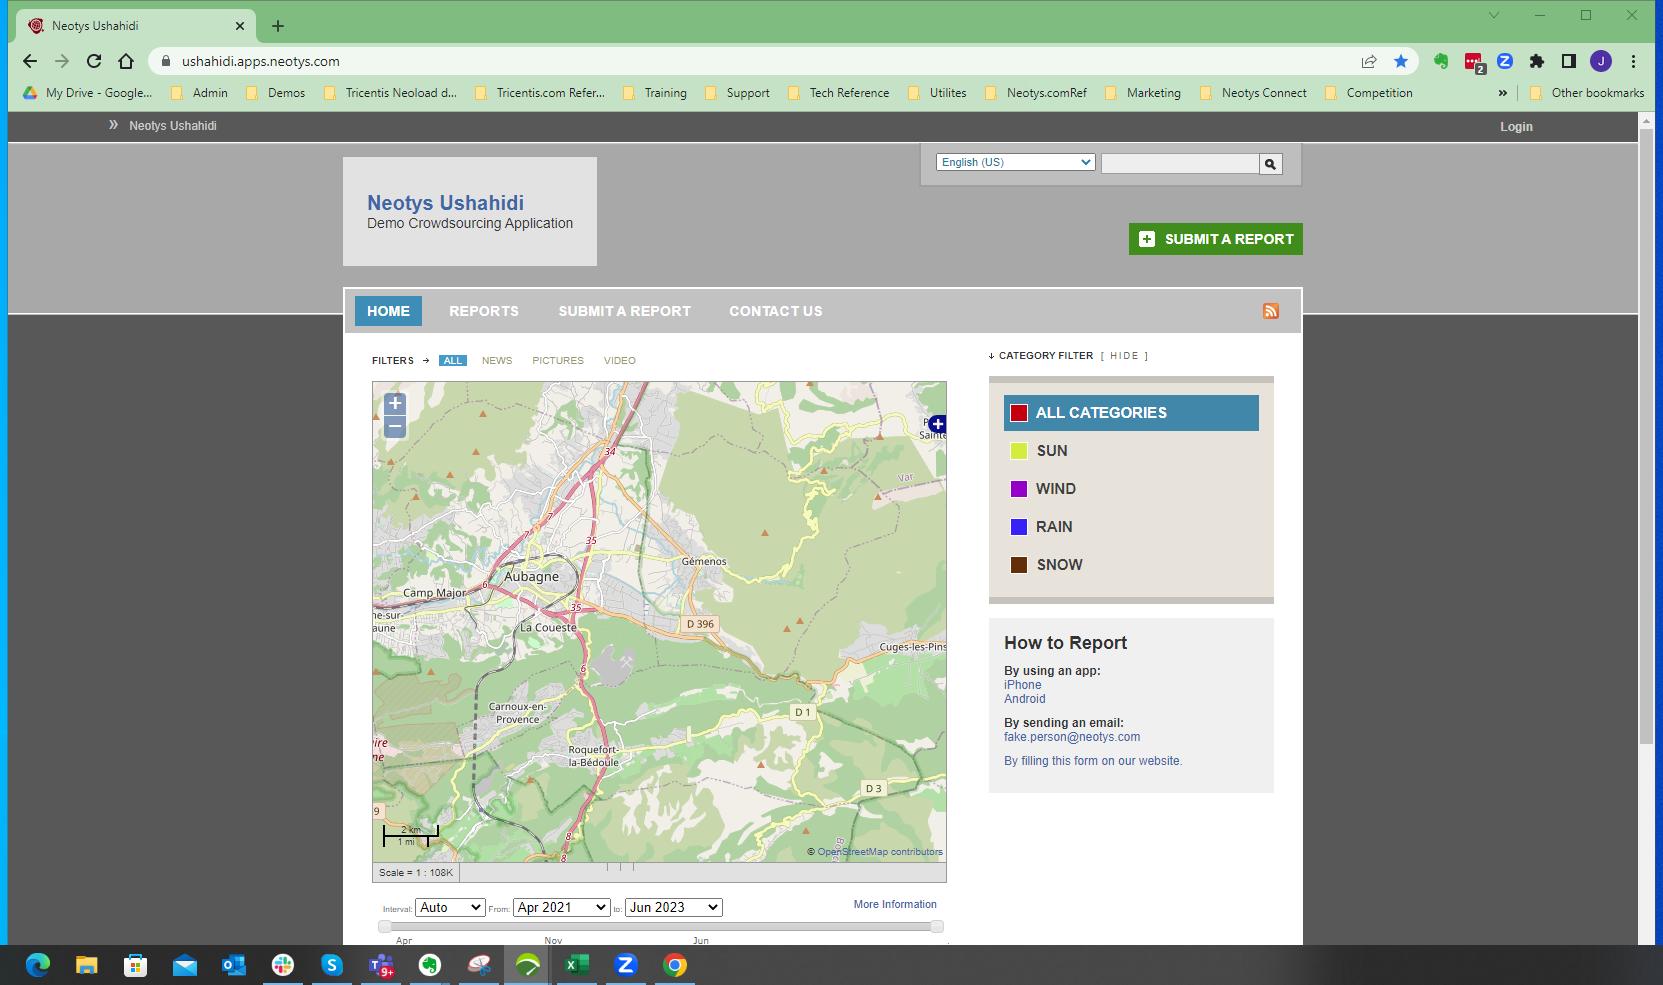 Neotys Ushahidi
ushahidi.apps.neotys.com
2
J
My Drive - Google...
Admin
Demos
Tricentis Neoload d...
Tricentis.com Refer...
Training
Support
Tech Reference
Utilites
Neotys.comRef
Marketing
Neotys Connect
Competition
Other bookmarks
Neotys Ushahidi
Login
English (US)
Neotys Ushahidi
Demo Crowdsourcing Application
SUBMIT A REPORT
HOME
REPORTS
SUBMIT A REPORT
CONTACT US
FILTERS
ALL
NEWS
PICTURES
VIDEO
CATEGORY FILTER [ HIDE ]
ALL CATEGORIES
SUN
WIND
RAIN
SNOW
How to Report
By using an app:
iPhone
Android
By sending an email:
fake.person@neotys.com
By filling this form on our website.
34
Var
7
7
35
Gémenos
Aubagne
Camp Major
6
35
La Coueste
D 396
Cuges-les-Pins
6
Carnoux-en-
Provence
D 1
Roquefort-
la-Bédoule
D 3
9
8
8
2 km
1 mi
© OpenStreetMap contributors
Scale = 1 : 108K
Interval:
Auto
From:
Apr 2021
to:
Jun 2023
More Information
Apr
Nov
Jun
9+